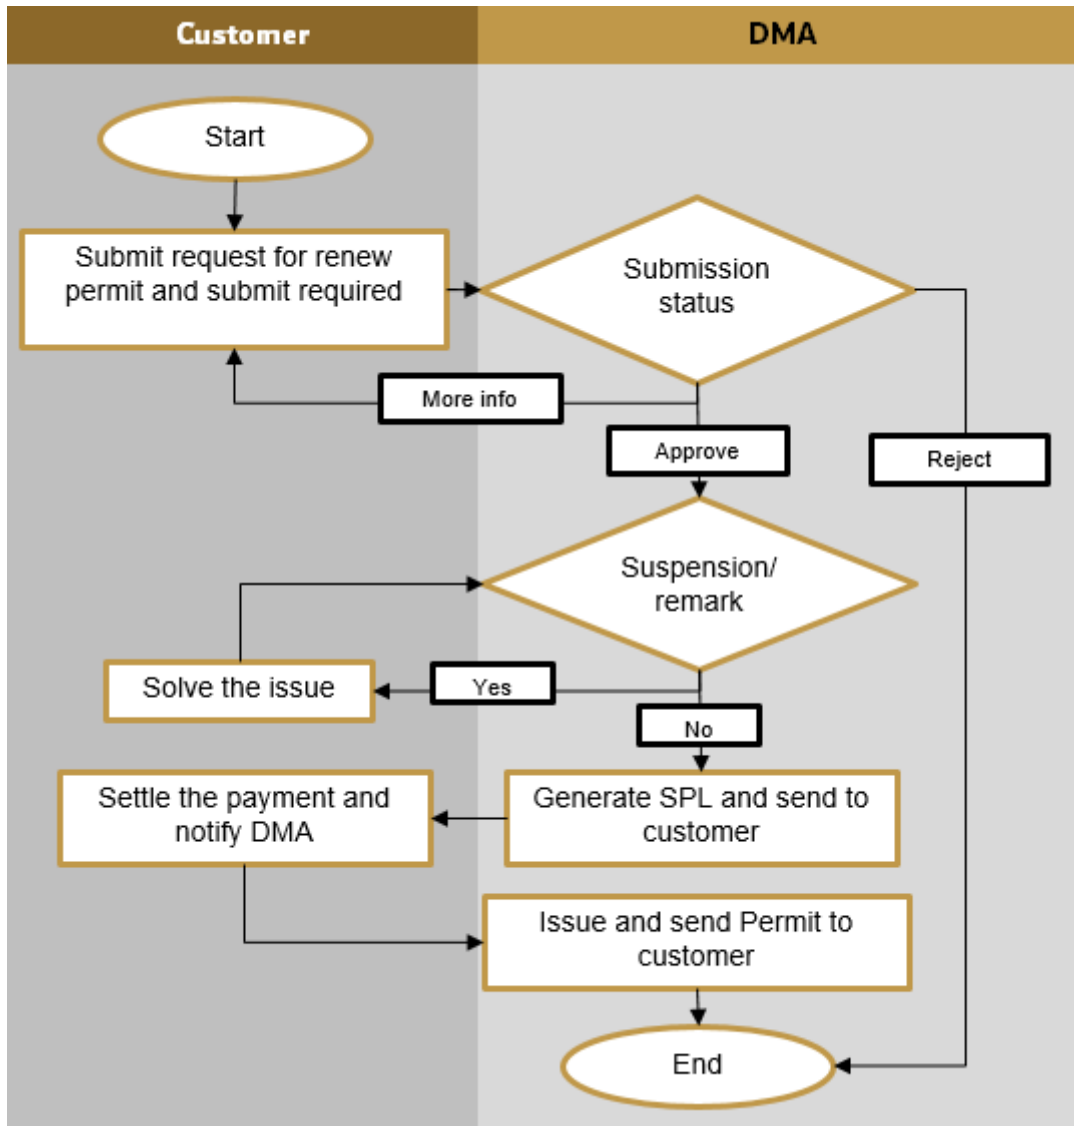 Customer
DMA
Start
Submit request for renew
permit and submit required
Submission
status
More info
Approve
Reject
Suspension/
remark
Solve the issue
Yes
No
Settle the payment and
notify DMA
Generate SPL and send to
customer
Issue and send Permit to
customer
End